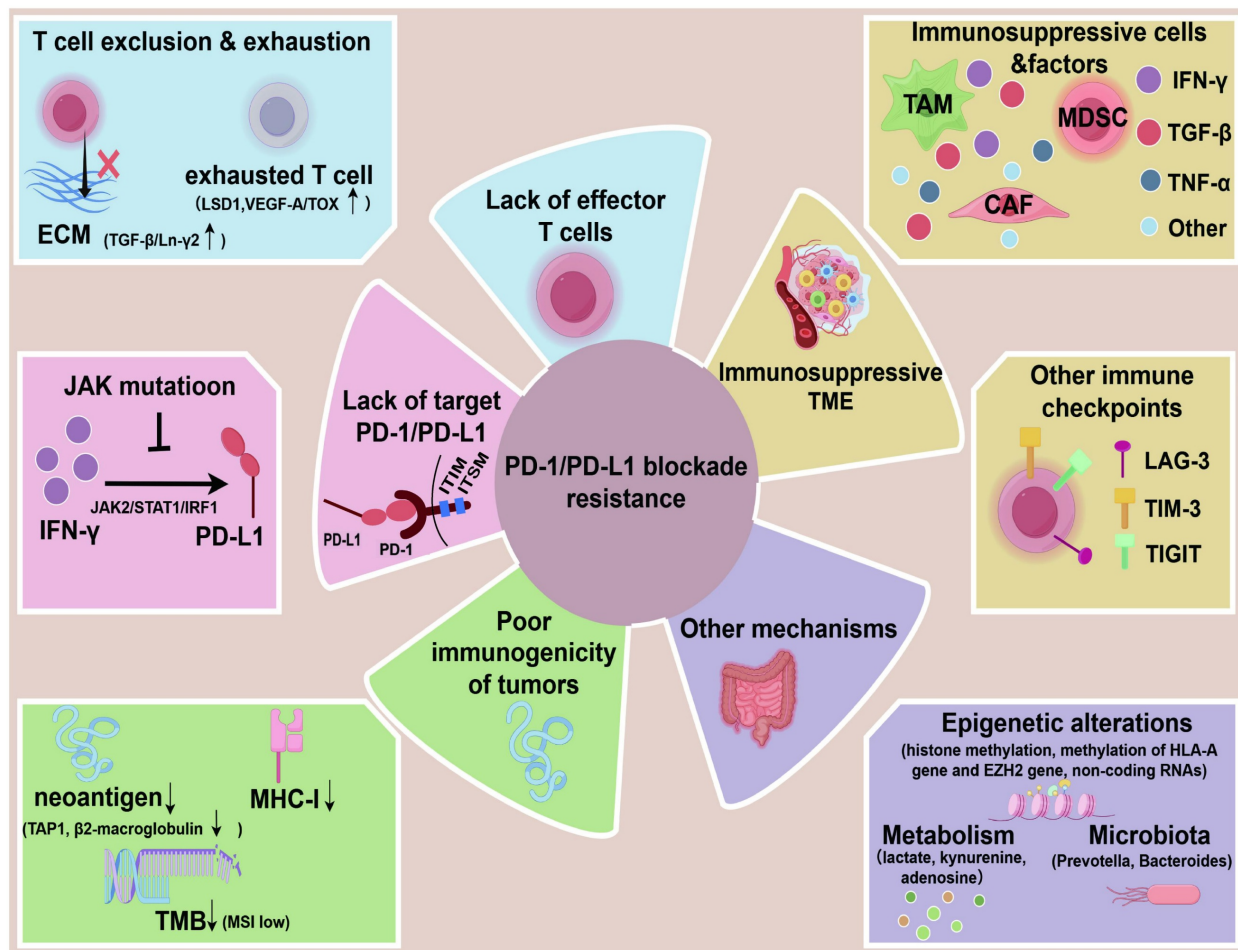 T cell exclusion & exhaustion
exhausted T cell
(LSD1,VEGF-A/TOX ↑)
ECM (TGF-β/Ln-γ2 ↑)
Immunosuppressive cells
&factors
TAM
MDSC
CAF
IFN-γ
TGF-β
TNF-α
Other
Lack of effector
T cells
Immunosuppressive
TME
JAK mutatioon
IFN-γ
JAK2/STAT1/IRF1
PD-L1
Lack of target
PD-1/PD-L1
ITIM
ITSM
PD-L1
PD-1
PD-1/PD-L1 blockade
resistance
Other immune
checkpoints
LAG-3
TIM-3
TIGIT
Poor
immunogenicity
of tumors
Other mechanisms
neoantigen↓
MHC-I↓
(TAP1, β2-macroglobulin ↓)
TMB↓ (MSI low)
Epigenetic alterations
(histone methylation, methylation of HLA-A
gene and EZH2 gene, non-coding RNAs)
Metabolism
(lactate, kynurenine,
adenosine)
Microbiota
(Prevotella, Bacteroides)